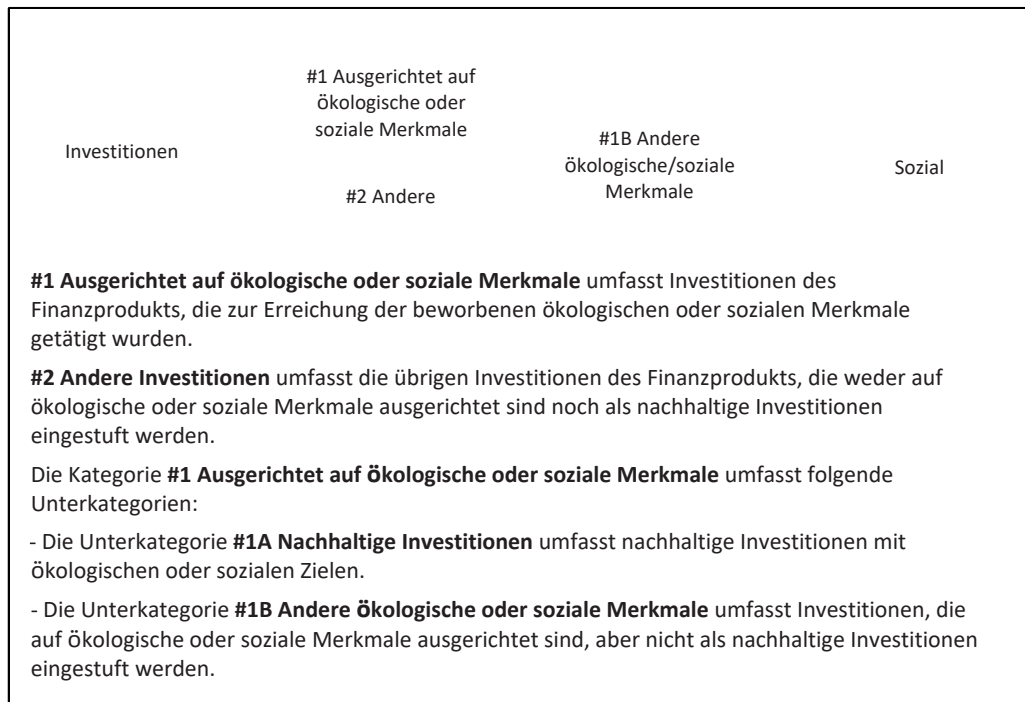 #1 Ausgerichtet auf
ökologische oder
soziale Merkmale
Investitionen
#2 Andere
#1B Andere
ökologische/soziale
Merkmale
Sozial
#1 Ausgerichtet auf ökologische oder soziale Merkmale umfasst Investitionen des
Finanzprodukts, die zur Erreichung der beworbenen ökologischen oder sozialen Merkmale
getätigt wurden.
#2 Andere Investitionen umfasst die übrigen Investitionen des Finanzprodukts, die weder auf
ökologische oder soziale Merkmale ausgerichtet sind noch als nachhaltige Investitionen
eingestuft werden.
Die Kategorie #1 Ausgerichtet auf ökologische oder soziale Merkmale umfasst folgende
Unterkategorien:
- Die Unterkategorie #1A Nachhaltige Investitionen umfasst nachhaltige Investitionen mit
ökologischen oder sozialen Zielen.
- Die Unterkategorie #1B Andere ökologische oder soziale Merkmale umfasst Investitionen, die
auf ökologische oder soziale Merkmale ausgerichtet sind, aber nicht als nachhaltige Investitionen
eingestuft werden.